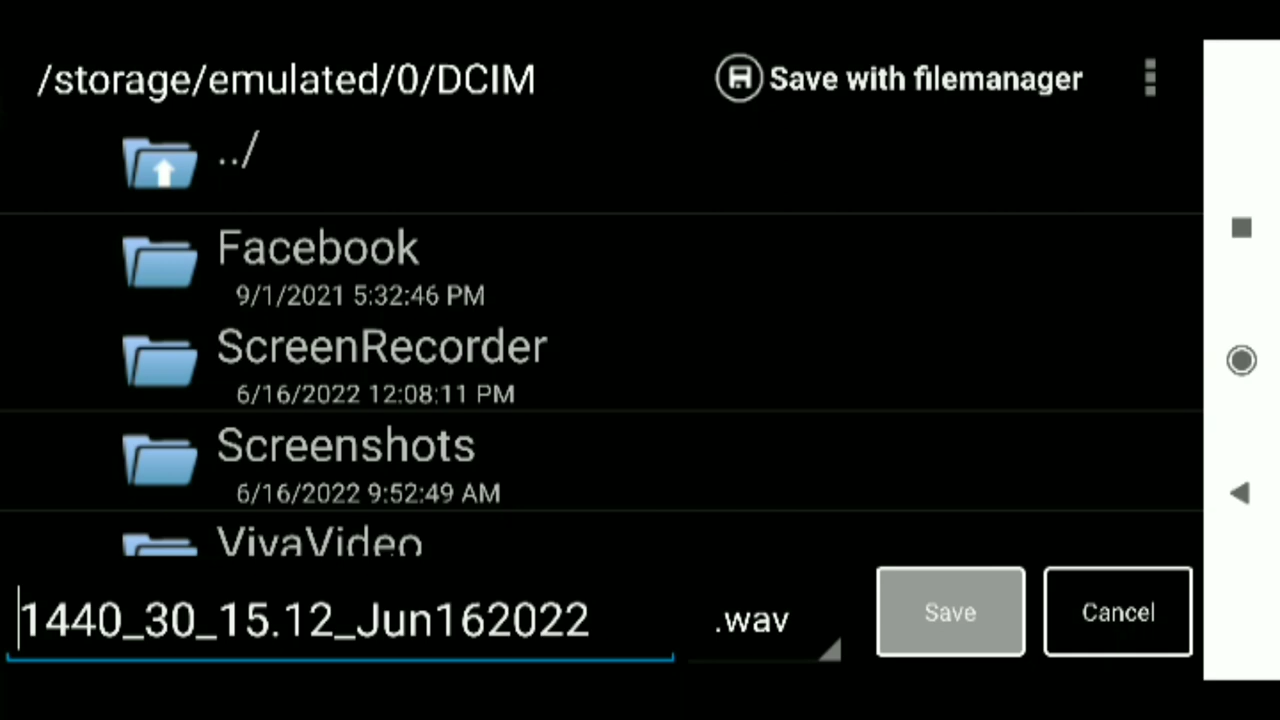 /storage/emulated/0/DCIM
Save with filemanager
../
Facebook
9/1/2021 5:32:46 PM
ScreenRecorder
6/16/2022 12:08:11 PM
Screenshots
6/16/2022 9:52:49 AM
VivaVideo
1440_30_15.12_Jun162022
.wav
Save
Cancel